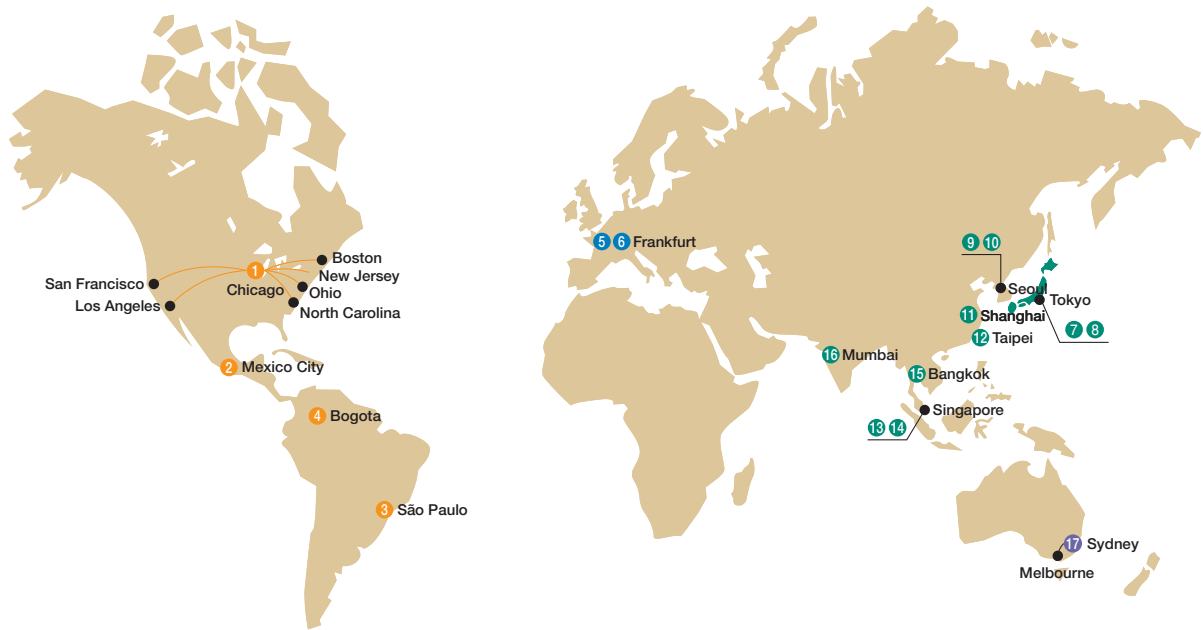 San Francisco
Los Angeles
1
Chicago
Boston
New Jersey
Ohio
North Carolina
2 Mexico City
4 Bogota
3 São Paulo
5 6 Frankfurt
9 10
Seoul
Tokyo
7 8
11 Shanghai
12 Taipei
16 Mumbai
15 Bangkok
Singapore
13 14
17 Sydney
Melbourne